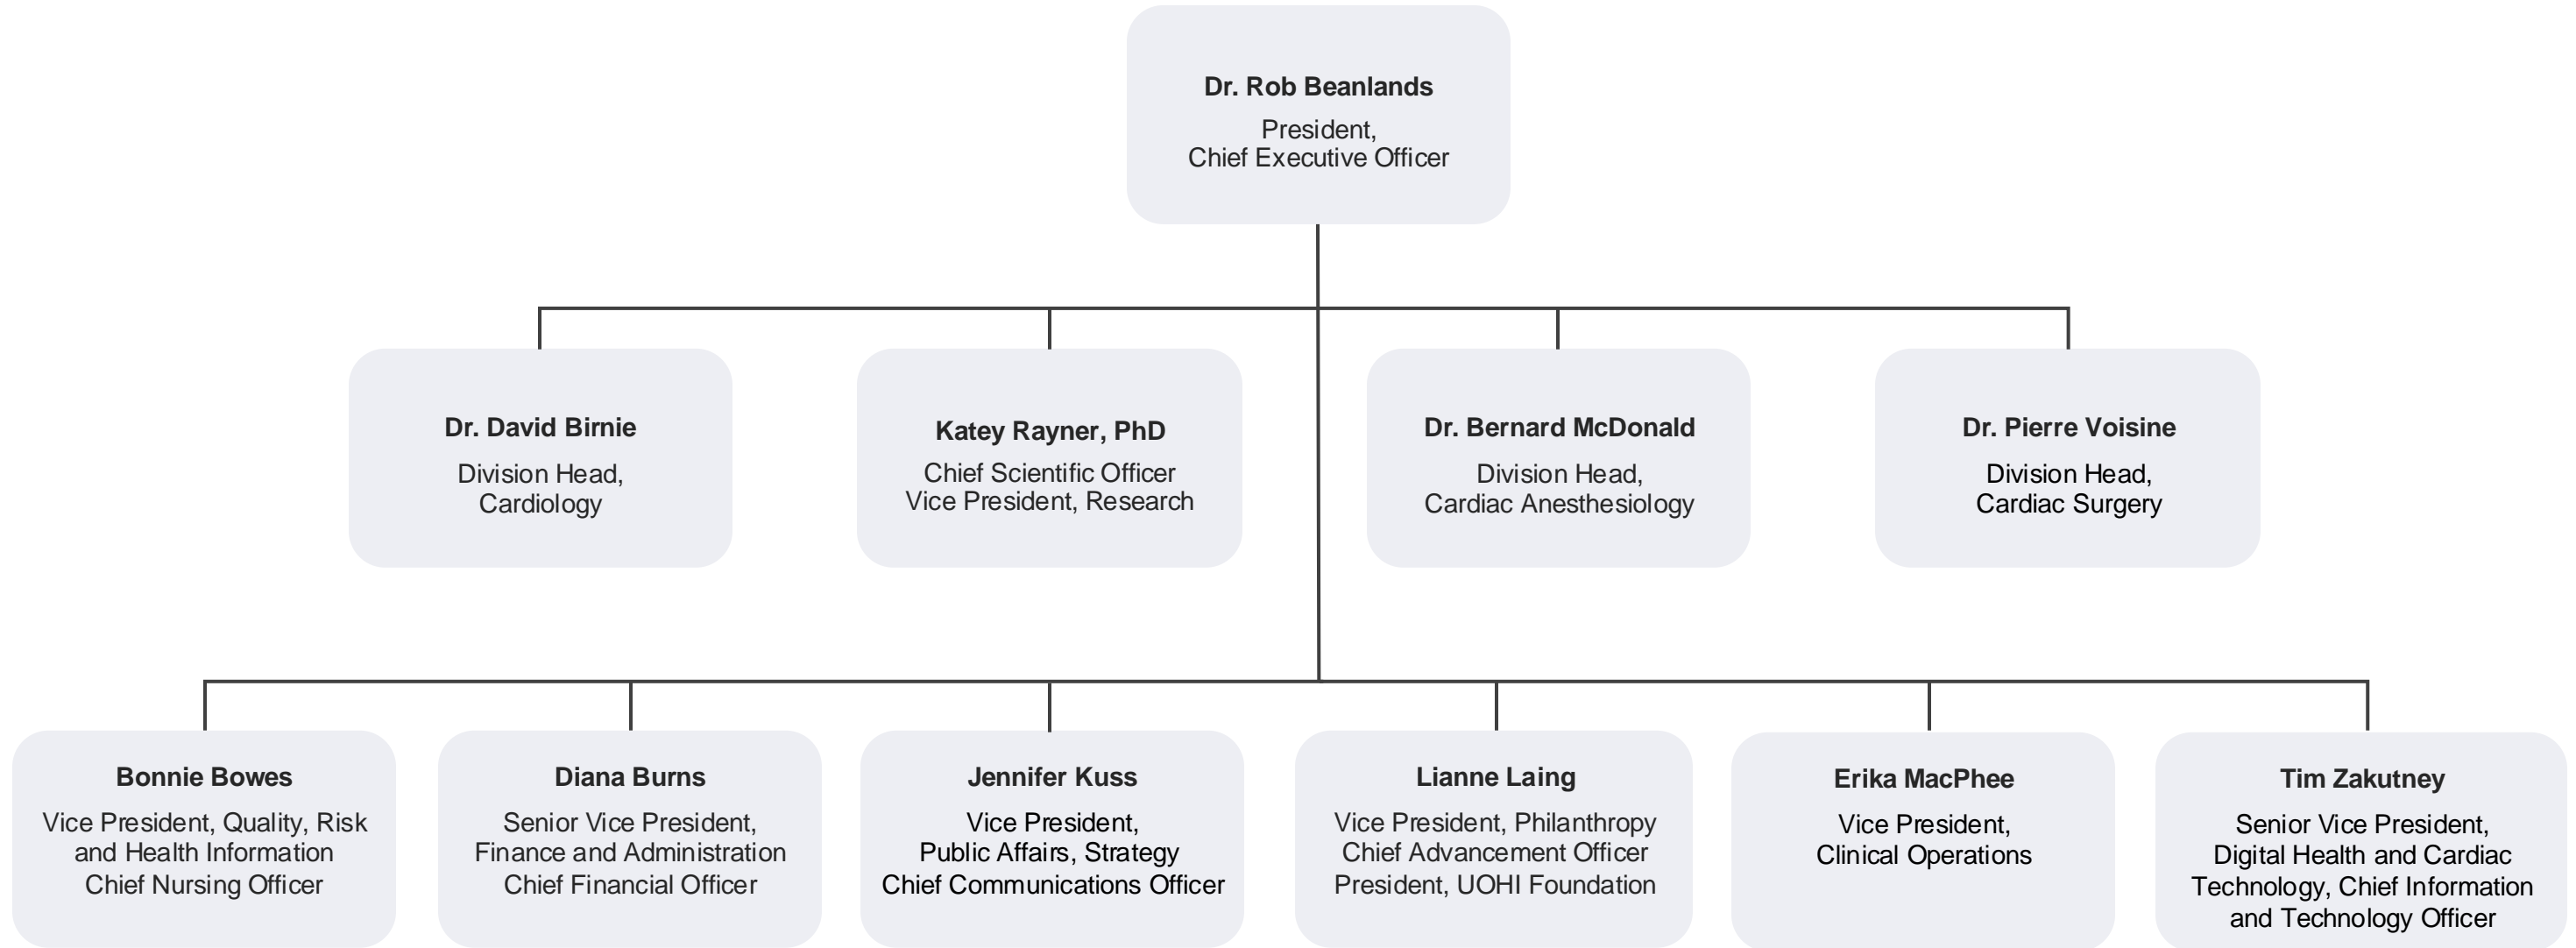 Dr. Rob Beanlands
President,
Chief Executive Officer
Dr. David Birnie
Division Head,
Cardiology
Katey Rayner, PhD
Chief Scientific Officer
Vice President, Research
Dr. Bernard McDonald
Division Head,
Cardiac Anesthesiology
Dr. Pierre Voisine
Division Head,
Cardiac Surgery
Bonnie Bowes
Vice President, Quality, Risk
and Health Information
Chief Nursing Officer
Diana Burns
Senior Vice President,
Finance and Administration
Chief Financial Officer
Jennifer Kuss
Vice President,
Public Affairs, Strategy
Chief Communications Officer
Lianne Laing
Vice President, Philanthropy
Chief Advancement Officer
President, UOHI Foundation
Erika MacPhee
Vice President,
Clinical Operations
Tim Zakutney
Senior Vice President,
Digital Health and Cardiac
Technology, Chief Information
and Technology Officer